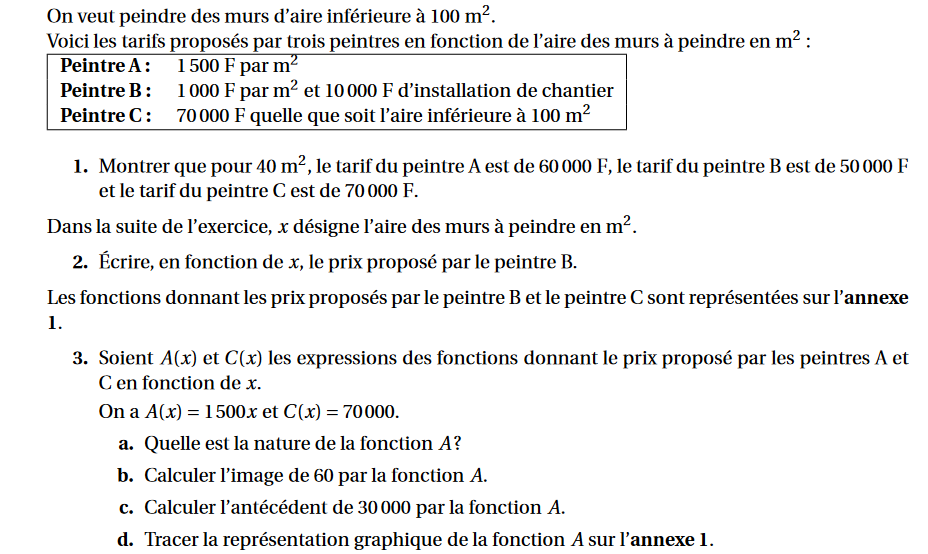 On veut peindre des murs d’aire inférieure à 100 m².
Voici les tarifs proposés par trois peintres en fonction de l’aire des murs à peindre en m² :
Peintre A : 1 500 F par m²
Peintre B : 1 000 F par m² et 10 000 F d’installation de chantier
Peintre C : 70 000 F quelle que soit l’aire inférieure à 100 m²
1. Montrer que pour 40 m², le tarif du peintre A est de 60 000 F, le tarif du peintre B est de 50 000 F
et le tarif du peintre C est de 70 000 F.
Dans la suite de l’exercice, x désigne l’aire des murs à peindre en m².
2. Écrire, en fonction de x, le prix proposé par le peintre B.
Les fonctions donnant les prix proposés par le peintre B et le peintre C sont représentées sur l’annexe
1.
3. Soient A(x) et C(x) les expressions des fonctions donnant le prix proposé par les peintres A et
C en fonction de x.
On a A(x) = 1 500x et C(x) = 70 000.
a. Quelle est la nature de la fonction A?
b. Calculer l’image de 60 par la fonction A.
c. Calculer l’antécédent de 30 000 par la fonction A.
d. Tracer la représentation graphique de la fonction A sur l’annexe 1.